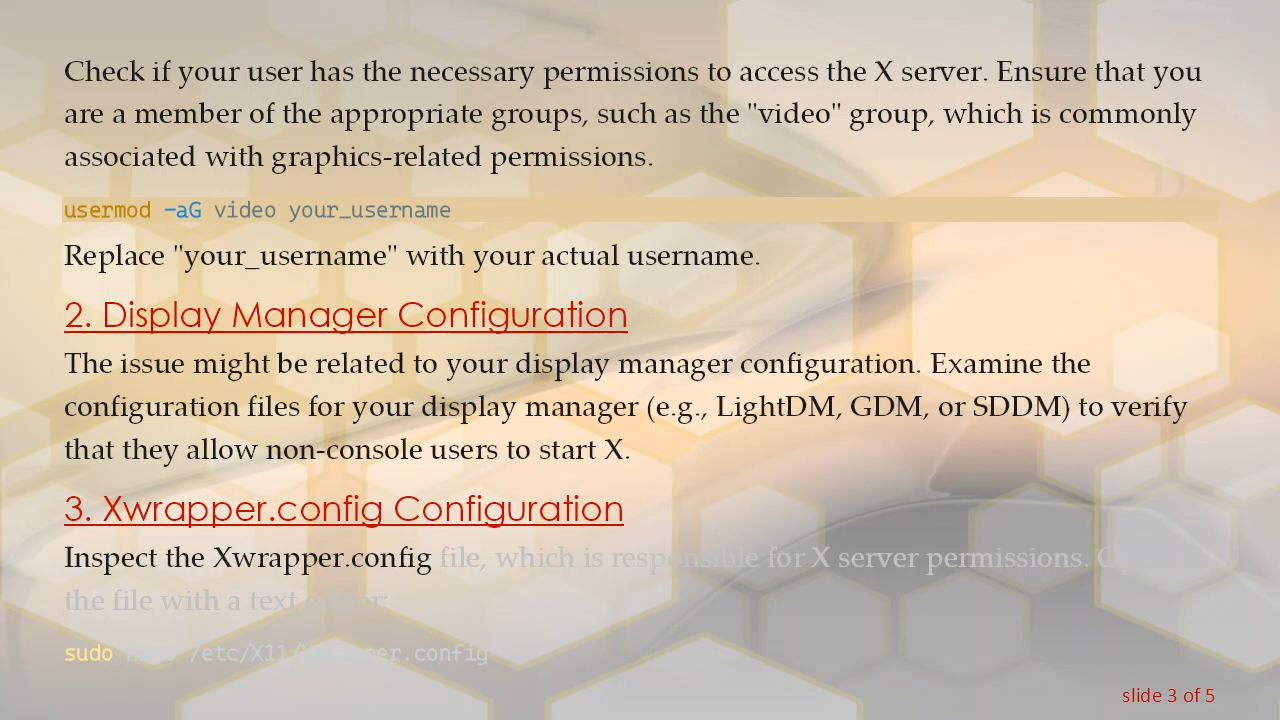 Check if your user has the necessary permissions to access the X server. Ensure that you
are a member of the appropriate groups, such as the "video" group, which is commonly
associated with graphics-related permissions.
usermod -aG video your_username
Replace "your_username" with your actual username.
2. Display Manager Configuration
The issue might be related to your display manager configuration. Examine the
configuration files for your display manager (e.g., LightDM, GDM, or SDDM) to verify
that they allow non-console users to start X.
3. Xwrapper.config Configuration
Inspect the Xwrapper.config file, which is responsible for X server permissions.
the file with a text editor:
sudo /etc/X11/Xwrapper.config
slide 3 of 5